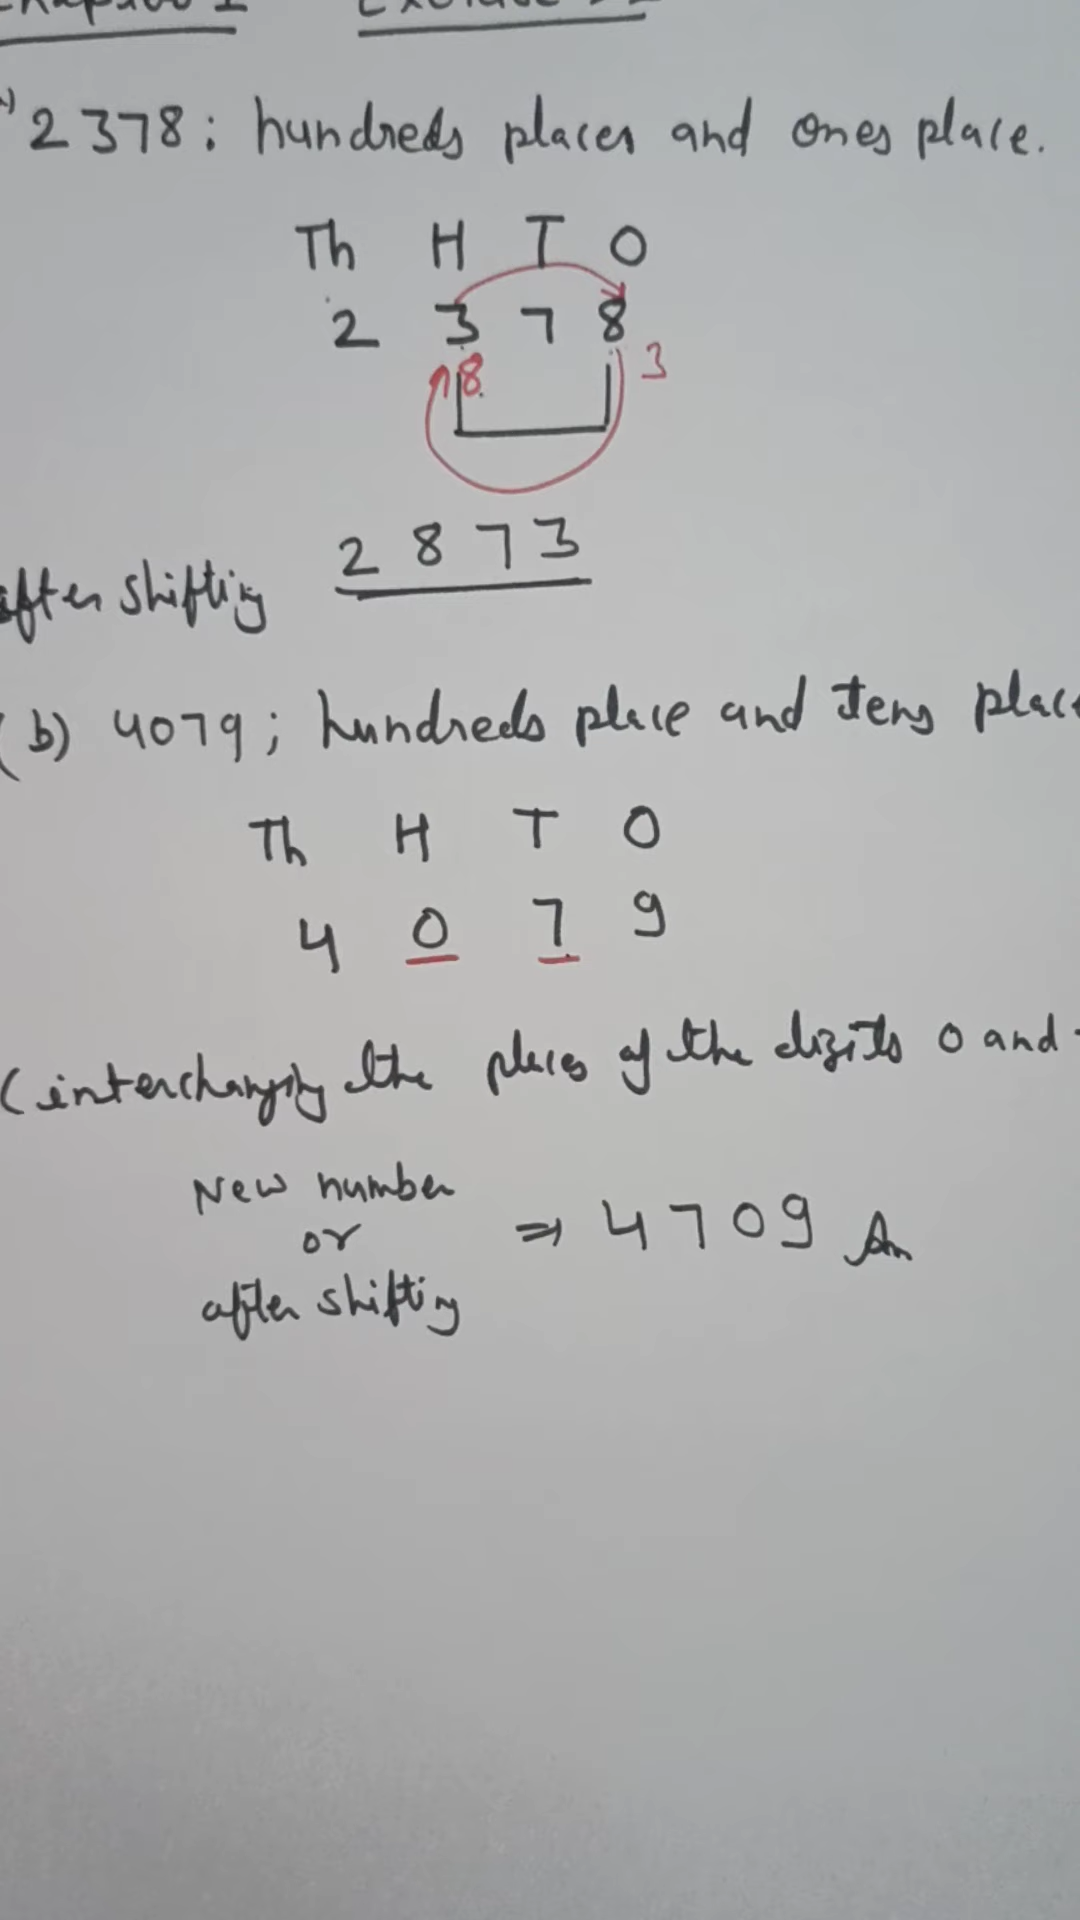 2378: hundreds places and ones place.
Th H T O
2 3 7 8
8 3
after shifting 2873
(b) 4079; hundreds place and tens place
Th H T O
4 0 7 9
(interchanging the places of the digits 0 and
New number
or
after shifting
⇒ 4709 An